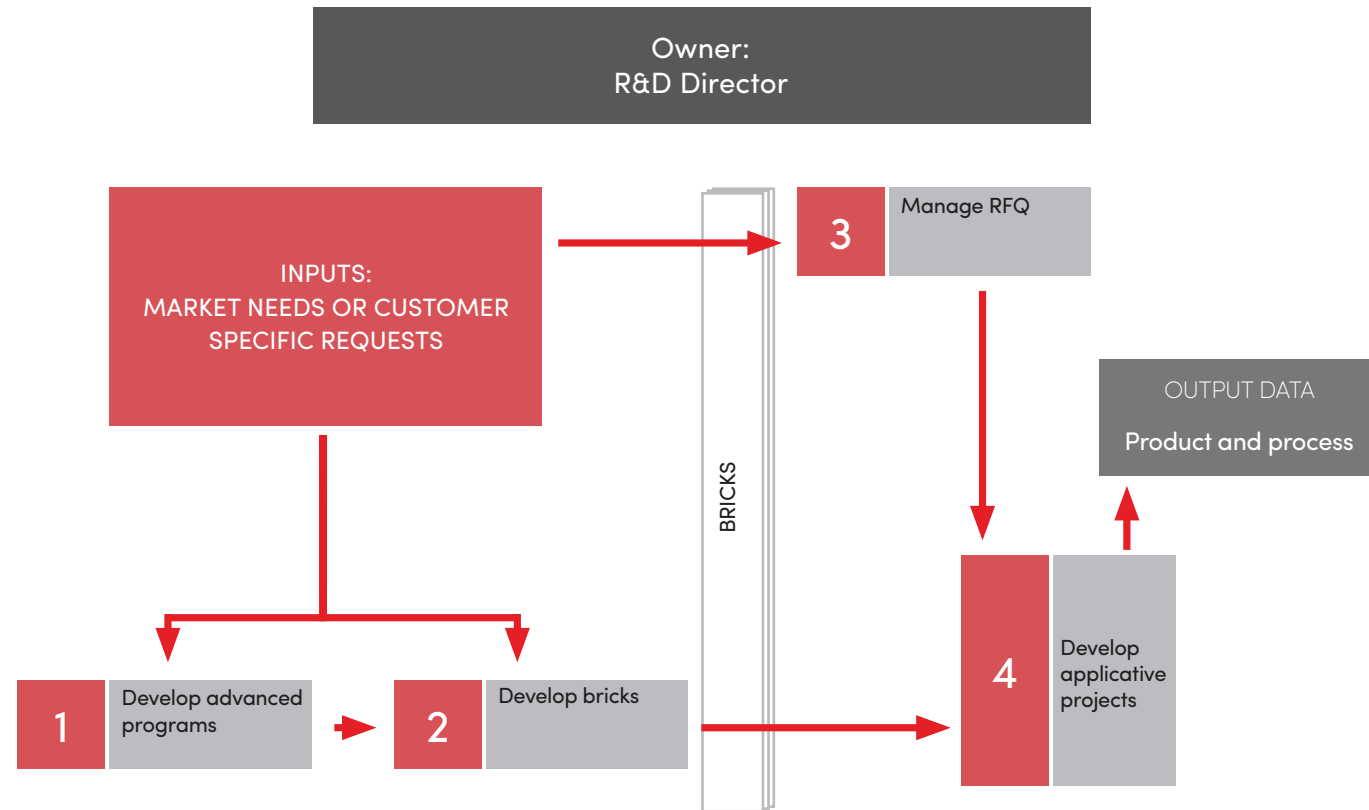 Owner:
R&D Director
INPUTS:
MARKET NEEDS OR CUSTOMER
SPECIFIC REQUESTS
3
Manage RFQ
BRICKS
OUTPUT DATA
Product and process
1
Develop advanced
programs
2
Develop bricks
4
Develop
applicative
projects